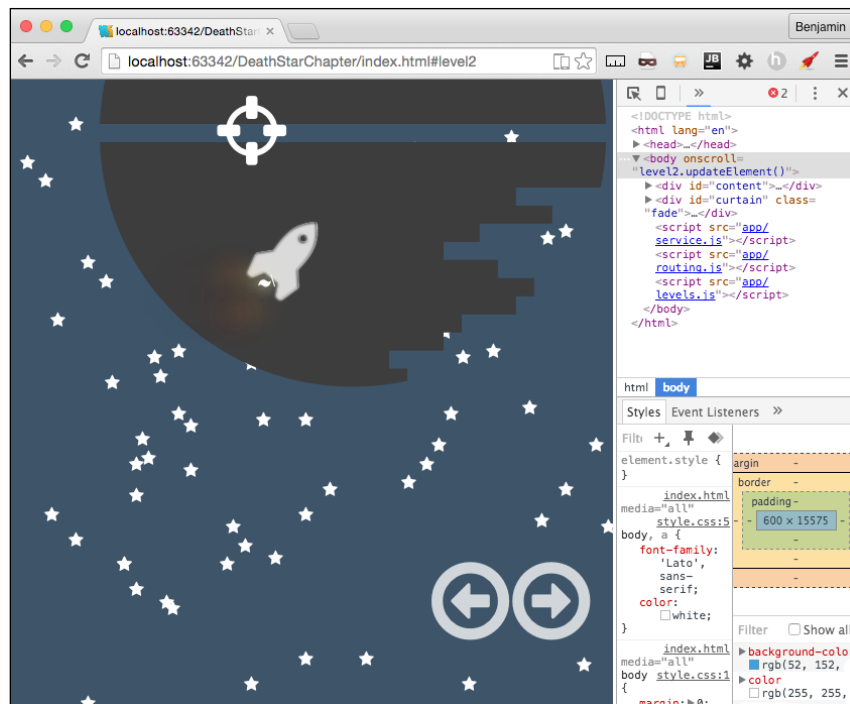 localhost:63342/DeathStar
Benjamin
localhost:63342/DeathStarChapter/index.html#level2
JB
2
<!DOCTYPE html>
<html lang="en">
<head>…</head>
<body onscroll=
"level2.updateElement()">
<div id="content">…</div>
<div id="curtain" class=
"fade">…</div>
<script src="app/
service.js"></script>
<script src="app/
routing.js"></script>
<script src="app/
levels.js"></script>
</body>
</html>
html body
Styles Event Listeners »
element.style {
}
index.html
media="all"
style.css:5
body, a {
font-family:
'Lato',
sans-
serif;
color:
white;
}
index.html
media="all"
body style.css:1
{
margin: 0;
argin -
border -
padding -
- - 600 × 15575 -
-
-
-
Filter Show all
background-colo
rgb(52, 152,
color
rgb(255, 255,